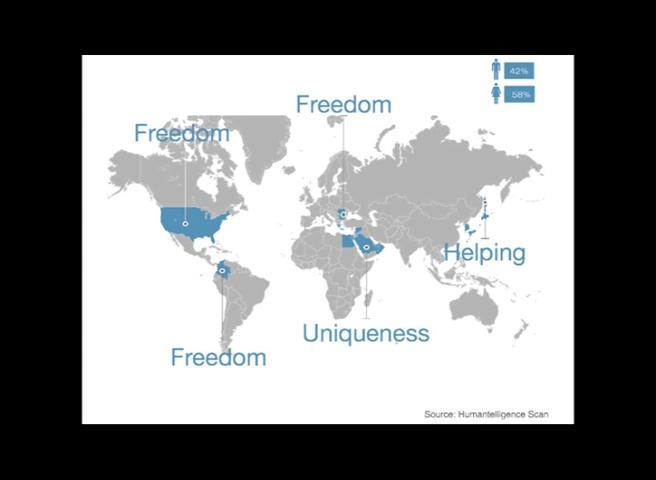 42%
58%
Freedom
Freedom
Helping
Uniqueness
Freedom
Source: Humantelligence Scan